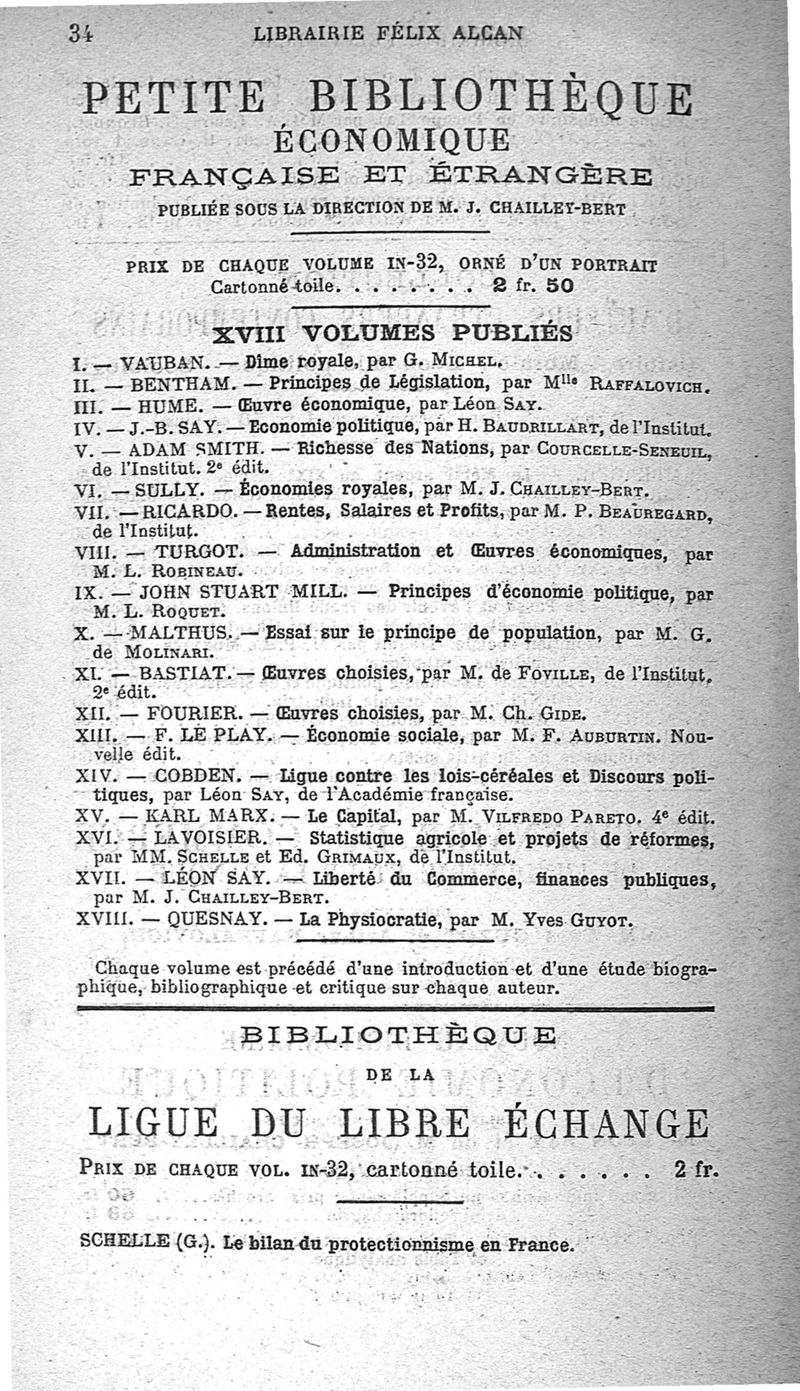 34 LIBRAIRIE FÉLIX ALCAN
PETITE BIBLIOTHÈQUE
ÉCONOMIQUE
FRANÇAISE ET ÉTRANGÈRE
PUBLIÉE SOUS LA DIRECTION DE M. J. CHAILLEY-BERT
PRIX DE CHAQUE VOLUME IN-32, ORNÉ D'UN PORTRAIT
Cartonné toile. . . . . . . . 2 fr. 50
XVIII VOLUMES PUBLIÉS
I. — VAUBAN. — Dîme royale, par G. MICHEL.
II. — BENTHAM. — Principes de Législation, par Mlle RAFFALOVICH.
III. — HUME. — Œuvre économique, par Léon SAY.
IV. — J.-B. SAY. — Economie politique, par H. BAUDRILLART, de l'Institut.
V. — ADAM SMITH. — Richesse des Nations, par COURCELLE-SENEUIL,
de l'Institut. 2e édit.
VI. — SULLY. — Économies royales, par M. J. CHAILLEY-BERT.
VII. — RICARDO. — Rentes, Salaires et Profits, par M. P. BEAUREGARD,
de l'Institut.
VIII. — TURGOT. — Administration et Œuvres économiques, par
M. L. ROBINEAU.
IX. — JOHN STUART MILL. — Principes d'économie politique, par
M. L. ROQUET.
X. — MALTHUS. — Essai sur le principe de population, par M. G.
de MOLINARI.
XI. — BASTIAT. — Œuvres choisies, par M. de FOVILLE, de l'Institut.
2e édit.
XII. — FOURIER. — Œuvres choisies, par M. Ch. GIDE.
XIII. — F. LE PLAY. — Économie sociale, par M. F. AUBURTIN. Nou-
velle édit.
XIV. — COBDEN. — Ligue contre les lois-céréales et Discours poli-
tiques, par Léon SAY, de l'Académie française.
XV. — KARL MARX. — Le Capital, par M. VILFREDO PARETO. 4e édit.
XVI. — LAVOISIER. — Statistique agricole et projets de réformes,
par MM. SCHELLE et Ed. GRIMAUX, de l'Institut.
XVII. — LÉON SAY. — Liberté du Commerce, finances publiques,
par M. J. CHAILLEY-BERT.
XVIII. — QUESNAY. — La Physiocratie, par M. Yves GUYOT.
Chaque volume est précédé d'une introduction et d'une étude biogra-
phique, bibliographique et critique sur chaque auteur.
BIBLIOTHÈQUE
DE LA
LIGUE DU LIBRE ÉCHANGE
PRIX DE CHAQUE VOL. IN-32, cartonné toile. . . . . . . 2 fr.
SCHELLE (G.). Le bilan du protectionnisme en France.